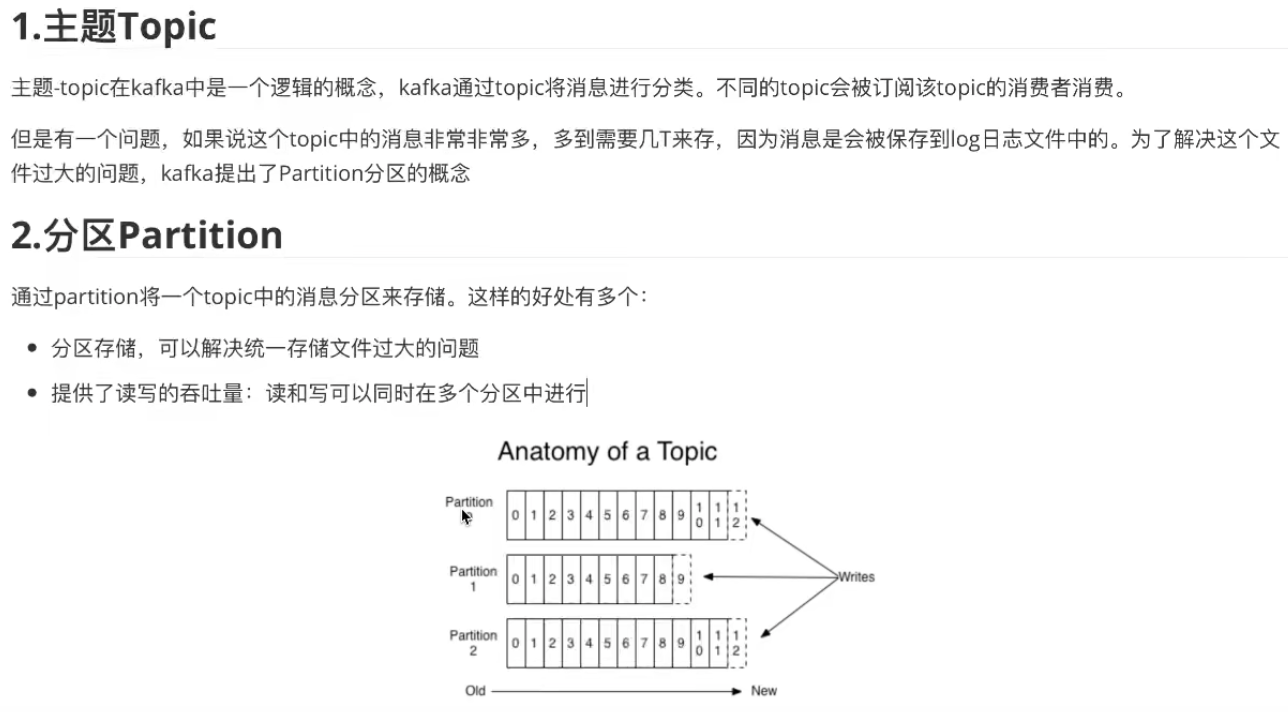 1.主题Topic
主题-topic在kafka中是一个逻辑的概念，kafka通过topic将消息进行分类。不同的topic会被订阅该topic的消费者消费。
但是有一个问题，如果说这个topic中的消息非常非常多，多到需要几T来存，因为消息是会被保存到log日志文件中的。为了解决这个文
件过大的问题，kafka提出了Partition分区的概念
2.分区Partition
通过partition将一个topic中的消息分区来存储。这样的好处有多个：
• 分区存储，可以解决统一存储文件过大的问题
• 提供了读写的吞吐量：读和写可以同时在多个分区中进行
Anatomy of a Topic
Partition
0 1 2 3 4 5 6 7 8 9 10 11 12
Partition
1
0 1 2 3 4 5 6 7 8 9
Writes
Partition
2
0 1 2 3 4 5 6 7 8 9 10 11 12
Old New